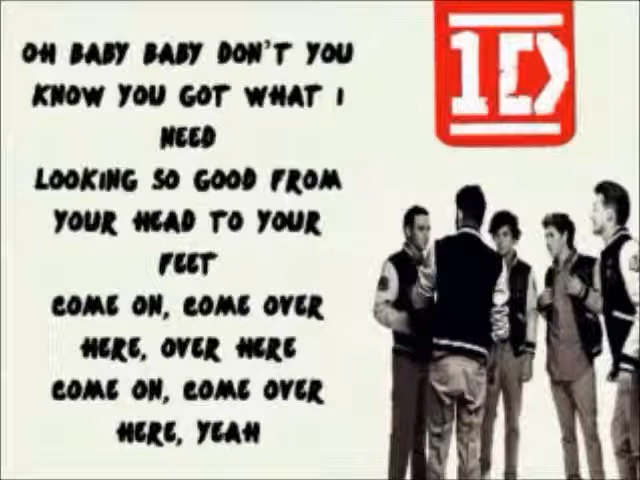 OH BABY BABY DON'T YOU
KNOW YOU GOT WHAT I
NEED
LOOKING SO GOOD FROM
YOUR HEAD TO YOUR
FEET
COME ON, COME OVER
HERE, OVER HERE
COME ON, COME OVER
HERE, YEAH
1D